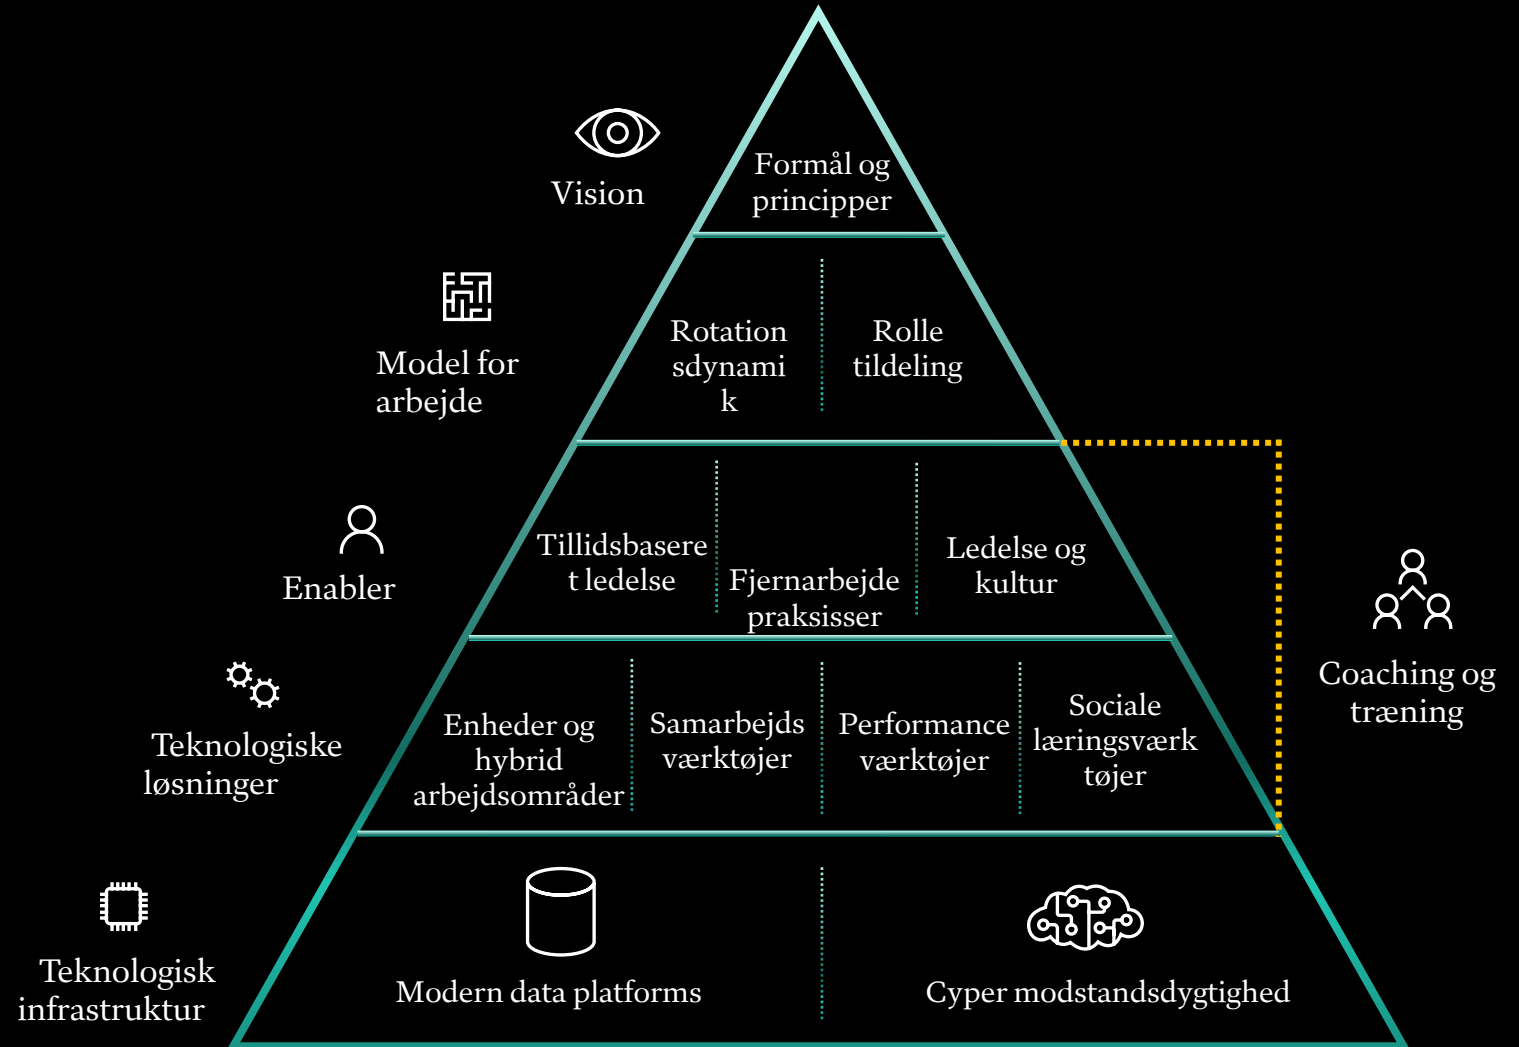 Vision
Formål og
principper
Model for
arbejde
Rotation
sdynami
k
Rolle
tildeling
Enabler
Tillidsbasere
t ledelse
Fjernarbejde
praksisser
Ledelse og
kultur
Coaching og
træning
Teknologiske
løsninger
Enheder og
hybrid
arbejdsområder
Samarbejds
værktøjer
Performance
værktøjer
Sociale
læringsværk
tøjer
Teknologisk
infrastruktur
Modern data platforms
Cyper modstandsdygtighed